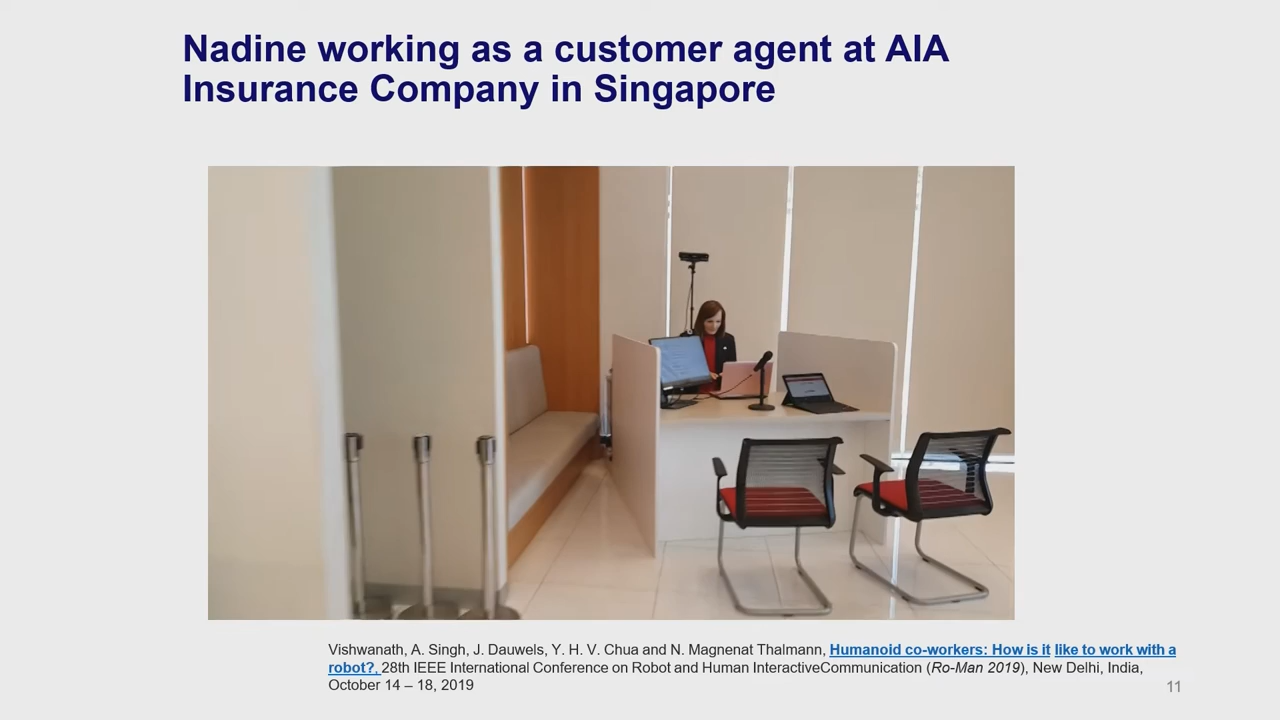 Nadine working as a customer agent at AIA
Insurance Company in Singapore
Vishwanath, A. Singh, J. Dauwels, Y. H. V. Chua and N. Magnenat Thalmann, Humanoid co-workers: How is it like to work with a
robot?, 28th IEEE International Conference on Robot and Human InteractiveCommunication (Ro-Man 2019), New Delhi, India,
October 14 – 18, 2019
11